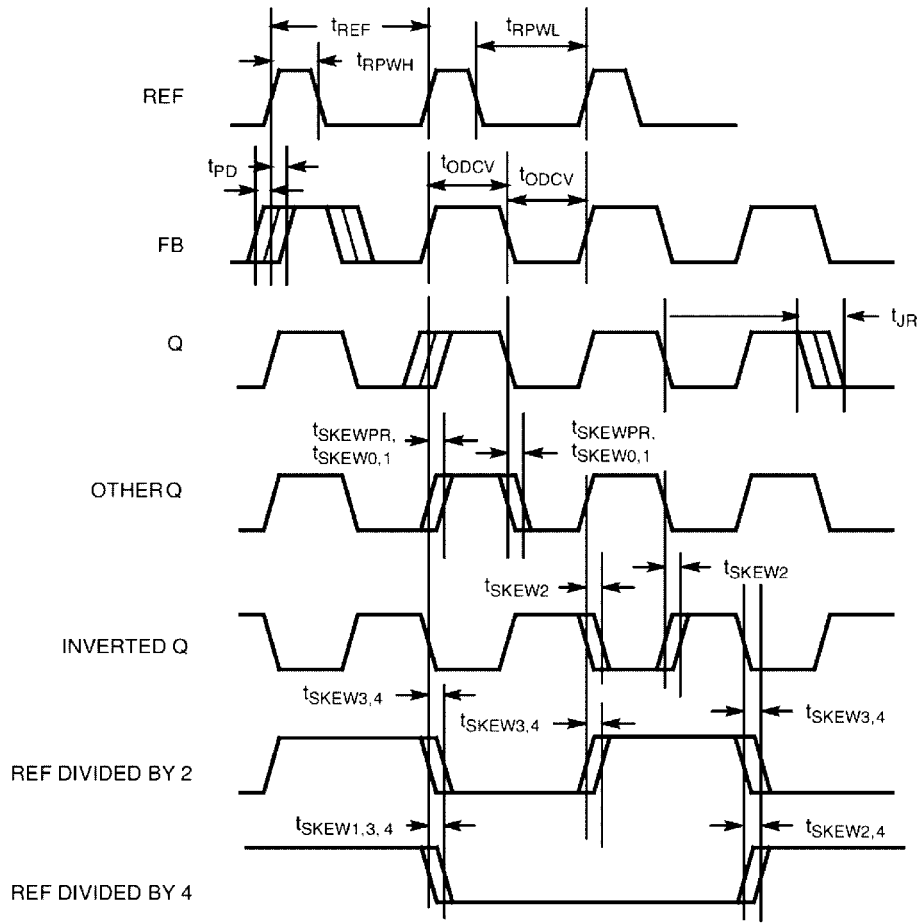 tREF
tRPWL
tRPWH
REF
tPD
tODCV
tODCV
FB
Q
tJR
tSKEWPR,
tSKEW0,1
tSKEWPR,
tSKEW0,1
OTHER Q
tSKEW2
tSKEW2
INVERTED Q
tSKEW3,4
tSKEW3,4
tSKEW3,4
REF DIVIDED BY 2
tSKEW1,3, 4
tSKEW2,4
REF DIVIDED BY 4